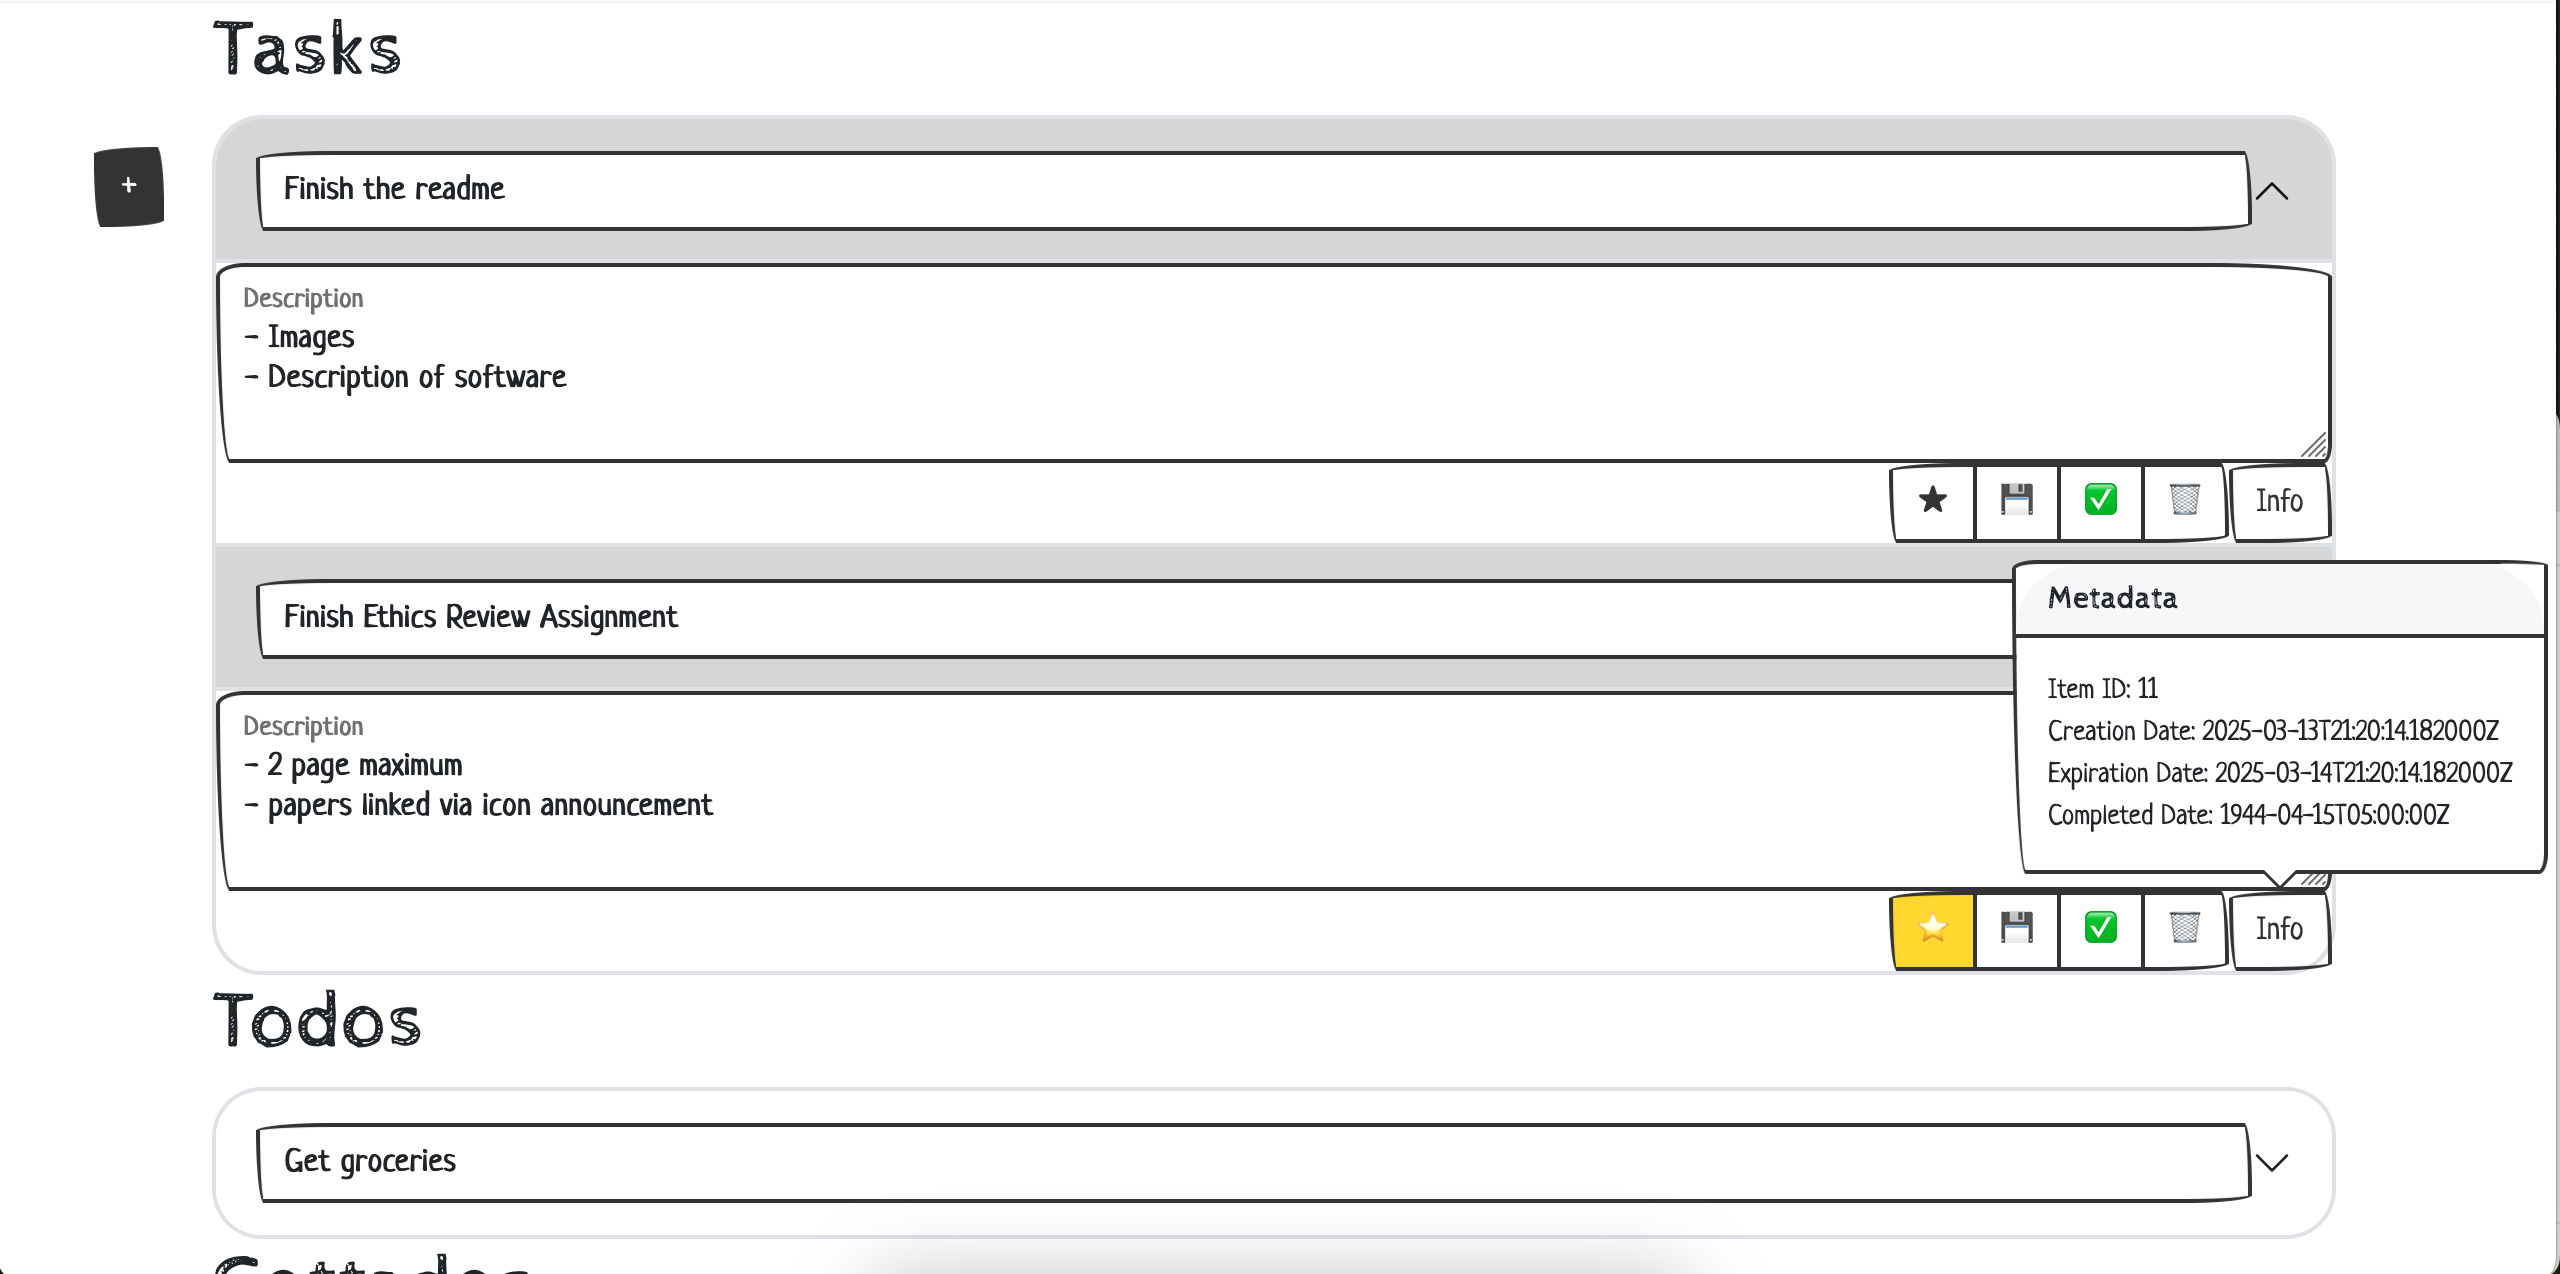 Tasks
+
Finish the readme
Description
- Images
- Description of software
Info
Finish Ethics Review Assignment
Metadata
Item ID: 11
Creation Date: 2025-03-13T21:20:14.182000Z
Expiration Date: 2025-03-14T21:20:14.182000Z
Completed Date: 1944-04-15T05:00:00Z
Description
- 2 page maximum
- papers linked via icon announcement
Info
Todos
Get groceries